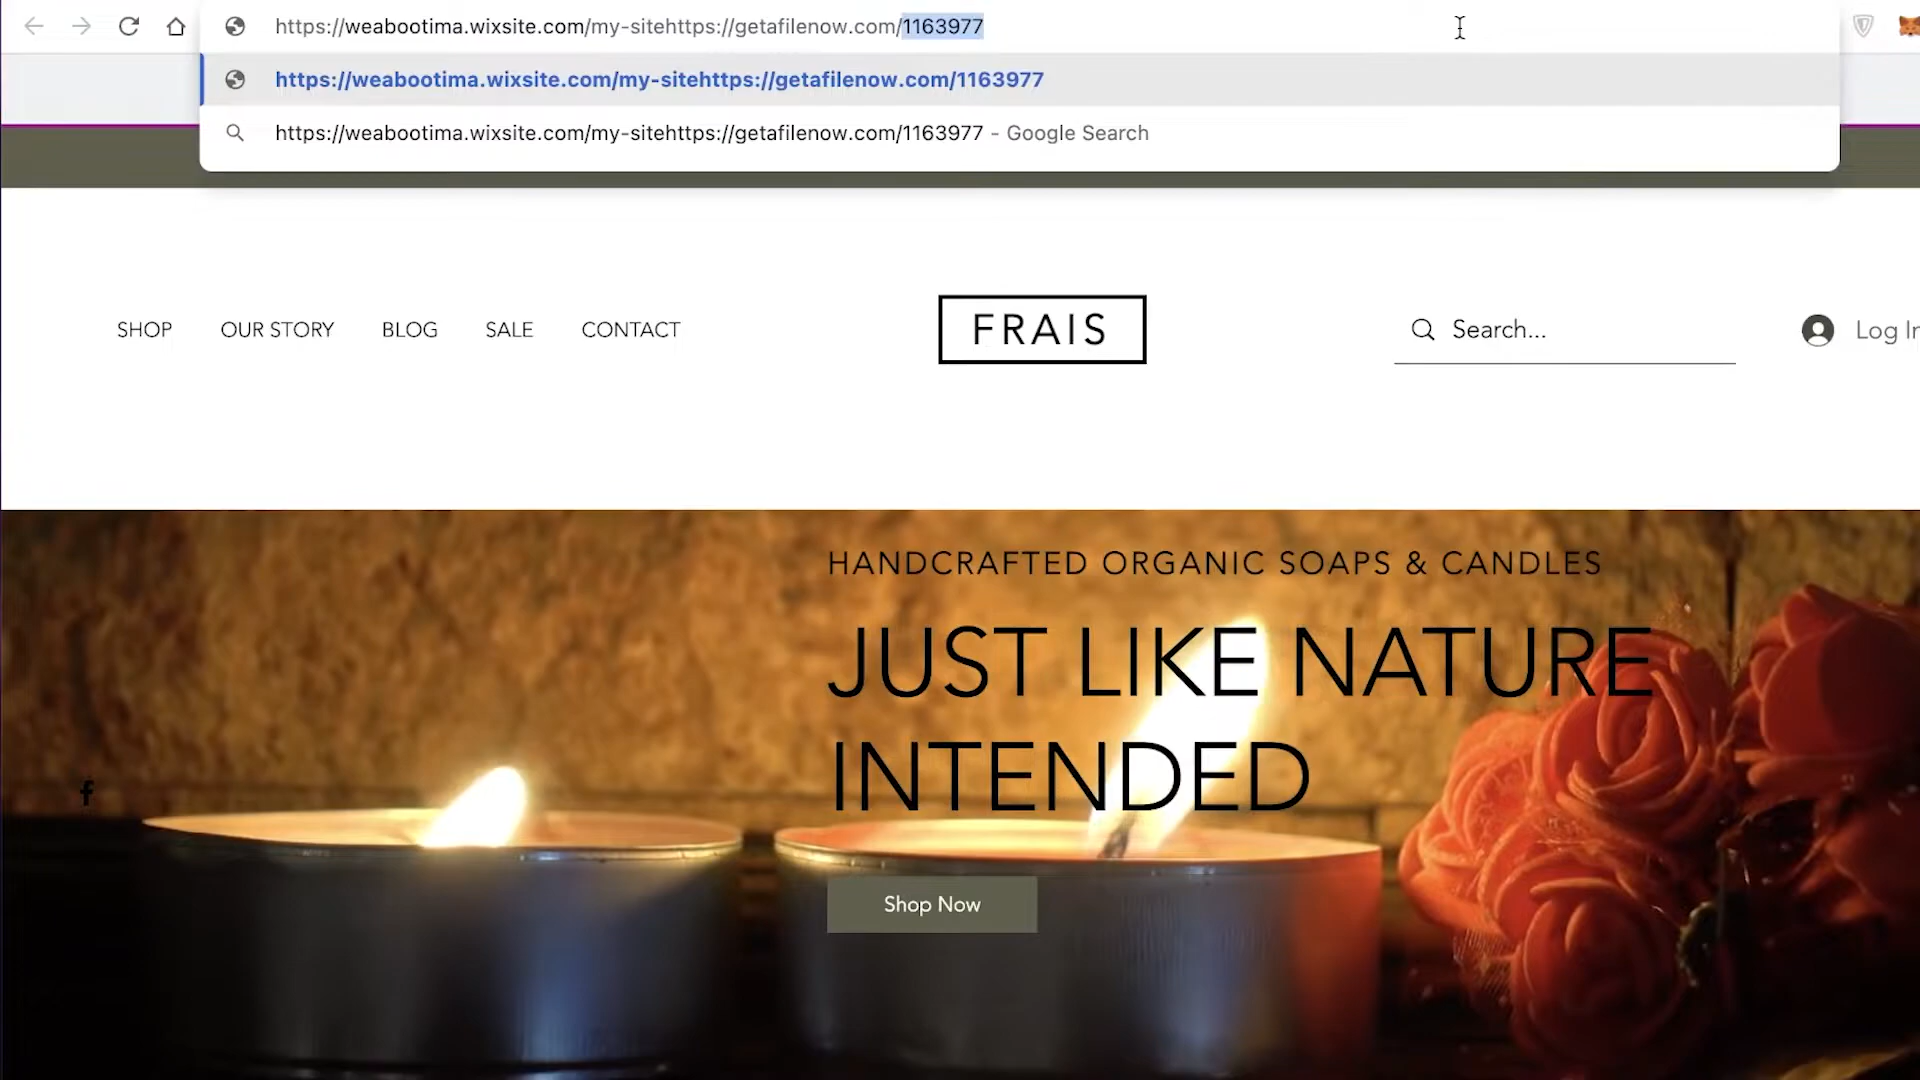 https://weabootima.wixsite.com/my-sitehttps://getafilenow.com/1163977
https://weabootima.wixsite.com/my-sitehttps://getafilenow.com/1163977
https://weabootima.wixsite.com/my-sitehttps://getafilenow.com/1163977 - Google Search
SHOP OUR STORY BLOG SALE CONTACT FRAIS Search... Log In
HANDCRAFTED ORGANIC SOAPS & CANDLES
JUST LIKE NATURE
INTENDED
f
Shop Now